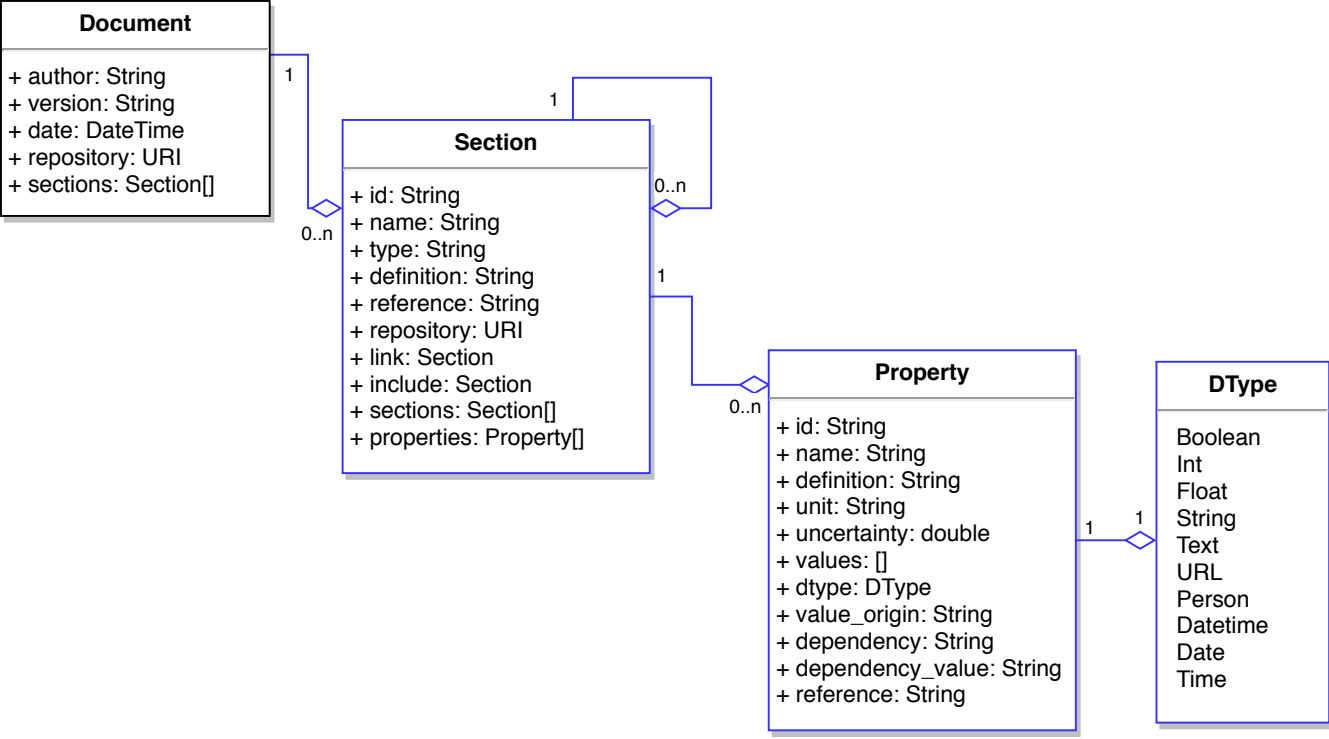 Document
+ author: String
+ version: String
+ date: DateTime
+ repository: URI
+ sections: Section[]
1
0..n
1
0..n
Section
+ id: String
+ name: String
+ type: String
+ definition: String
+ reference: String
+ repository: URI
+ link: Section
+ include: Section
+ sections: Section[]
+ properties: Property[]
1
0..n
Property
+ id: String
+ name: String
+ definition: String
+ unit: String
+ uncertainty: double
+ values: []
+ dtype: DType
+ value_origin: String
+ dependency: String
+ dependency_value: String
+ reference: String
1
1
DType
Boolean
Int
Float
String
Text
URL
Person
Datetime
Date
Time